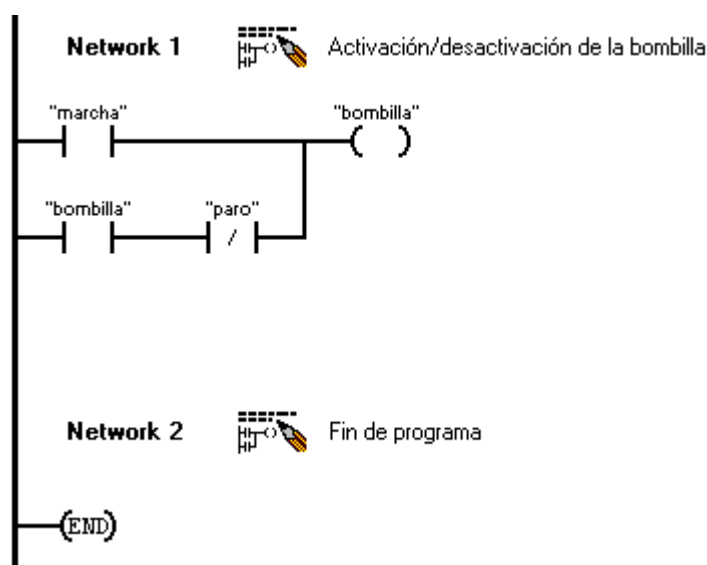 Network 1 Activación/desactivación de la bombilla
"marcha" "bombilla"
"bombilla" "paro"
/
Network 2 Fin de programa
END